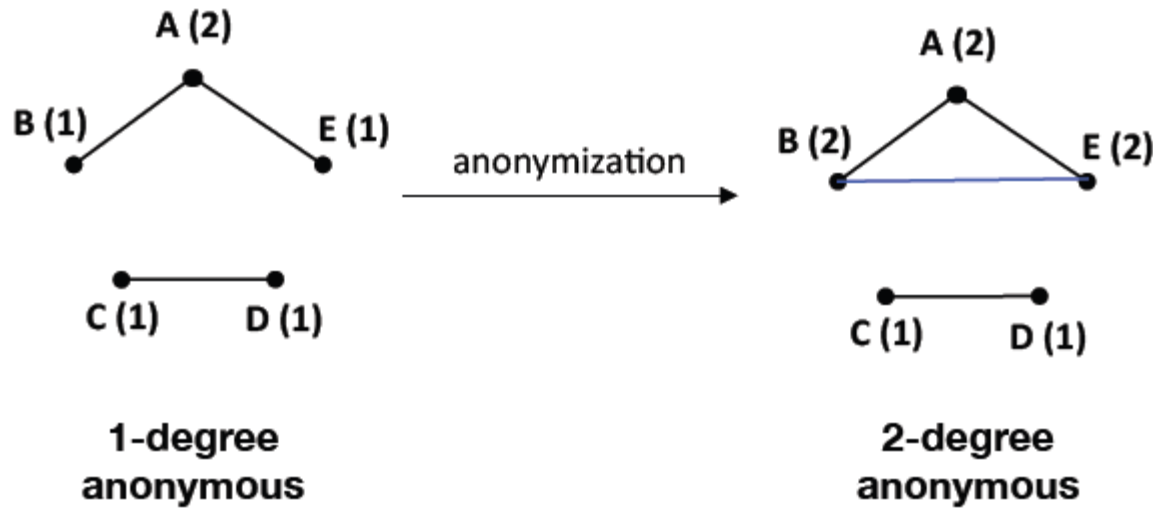 A (2)
B (1)
E (1)
C (1)
D (1)
1-degree
anonymous
anonymization
A (2)
B (2)
E (2)
C (1)
D (1)
2-degree
anonymous